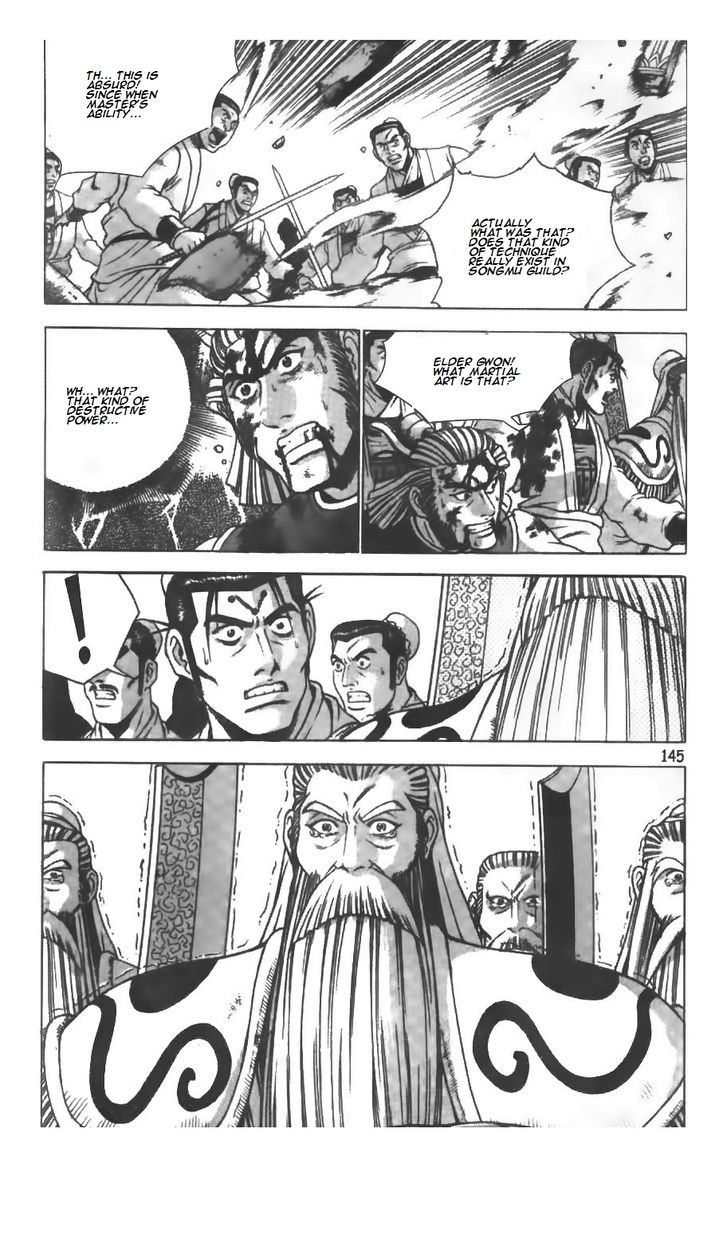 TH... THIS IS
ABSURD!
SINCE WHEN
MASTER'S
ABILITY...
ACTUALLY
WHAT WAS THAT?
DOES THAT KIND
OF TECHNIQUE
REALLY EXIST IN
SONGMU GUILD?
WH... WHAT?
THAT KIND OF
DESTRUCTIVE
POWER...
ELDER GWON!
WHAT MARTIAL
ART IS THAT?
!
145